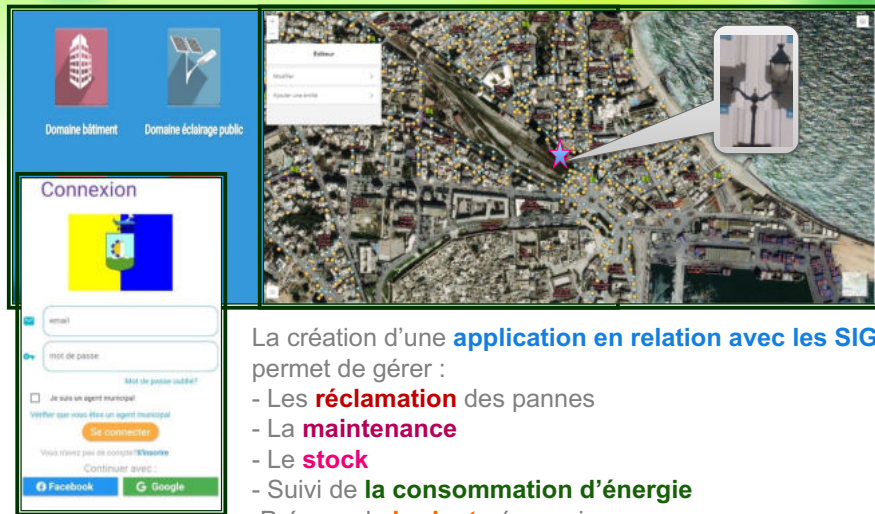 Domaine bâtiment
Domaine éclairage public
Editeur
Modifier
Ajouter une entité
Connexion
email
mot de passe
Mot de passe oublié?
Je suis un agent municipal
Vérifier que vous êtes un agent municipal
Se connecter
Vous n'avez pas de compte?S'inscrire
Continuer avec :
Facebook
G Google
La création d’une application en relation avec les SIG
permet de gérer :
- Les réclamation des pannes
- La maintenance
- Le stock
- Suivi de la consommation d’énergie